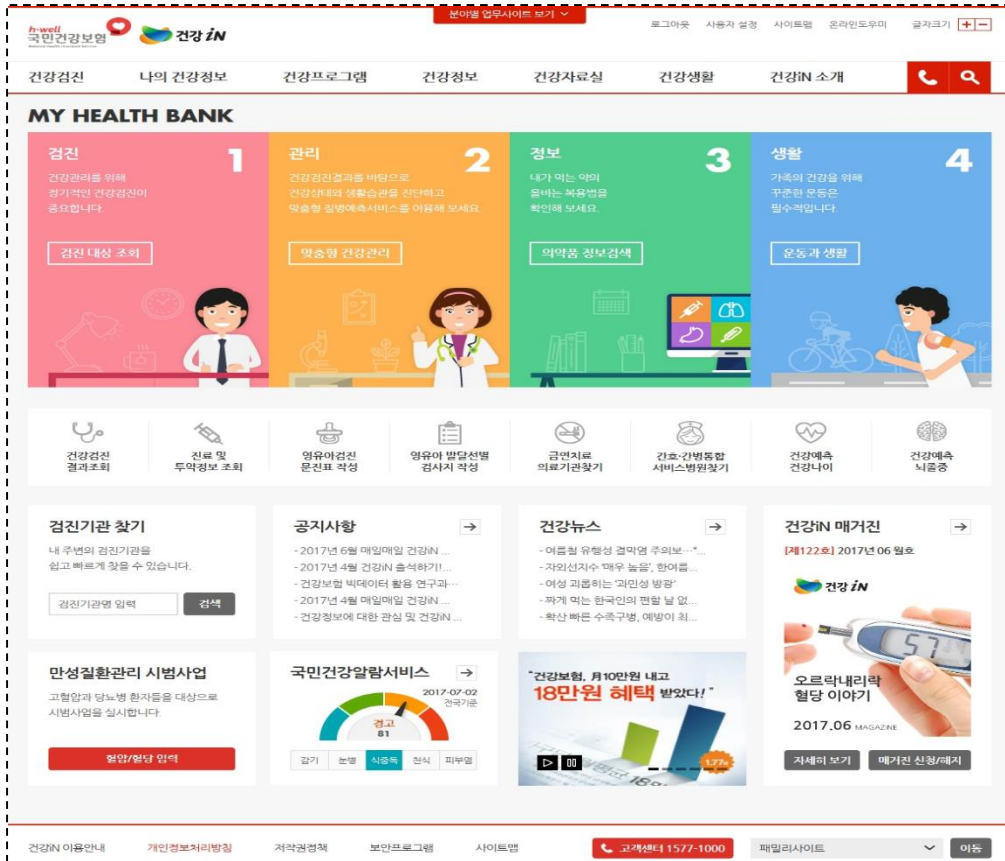 분야별 업무사이트 보기
h-well
국민건강보험
건강iN
로그아웃 사용자 설정 사이트맵 온라인도우미 글자크기 + -
건강검진 나의 건강정보 건강프로그램 건강정보 건강자료실 건강생활 건강iN 소개
MY HEALTH BANK
검진 1
건강관리를 위해
정기적인 건강검진이
중요합니다.
검진 대상 조회
관리 2
건강검진결과를 바탕으로
건강상태와 생활습관을 진단하고
맞춤형 질병예측서비스를 이용해 보세요
맞춤형 건강관리
정보 3
내가 먹는 약의
올바는 복용법을
확인해 보세요.
의약품 정보검색
생활 4
가족의 건강을 위해
꾸준한 운동은
필수적입니다.
운동과 생활
건강검진
결과조회
진료 및
투약정보 조회
영유아검진
문진표 작성
영유아 발달선별
검사지 작성
금연치료
의료기관찾기
간호·간병통합
서비스병원찾기
건강예측
건강나이
건강예측
뇌졸중
검진기관 찾기
내 주변의 검진기관을
쉽고 빠르게 찾을 수 있습니다.
검진기관명 입력 검색
공지사항
- 2017년 6월 매일매일 건강iN ...
- 2017년 4월 건강iN 출석하기!...
- 건강보험 빅데이터 활용 연구과…
- 2017년 4월 매일매일 건강iN ...
- 건강정보에 대한 관심 및 건강iN ...
건강뉴스
- 여름철 유행성 결막염 주의보…"...
- 자외선지수 '매우 높음', 한여름...
- 여성 괴롭히는 '과민성 방광'
- 짜게 먹는 한국인의 편할 날 없...
- 확산 빠른 수족구병, 예방이 최...
건강iN 매거진
[제122호] 2017년 06 월호
건강iN
57
오르락내리락
혈당 이야기
2017.06 MAGAZINE
자세히 보기 매거진 신청/해지
만성질환관리 시범사업
고혈압과 당뇨병 환자들을 대상으로
시범사업을 실시합니다.
혈압/혈당 입력
국민건강알람서비스
2017-07-02
전국기준
경고
81
감기 눈병 식중독 천식 피부염
"건강보험, 月10만원 내고
18만원 혜택 받았다!"
1.77배
건강iN 이용안내 개인정보처리방침 저작권정책 보안프로그램 사이트맵 고객센터 1577-1000 패밀리사이트 이동